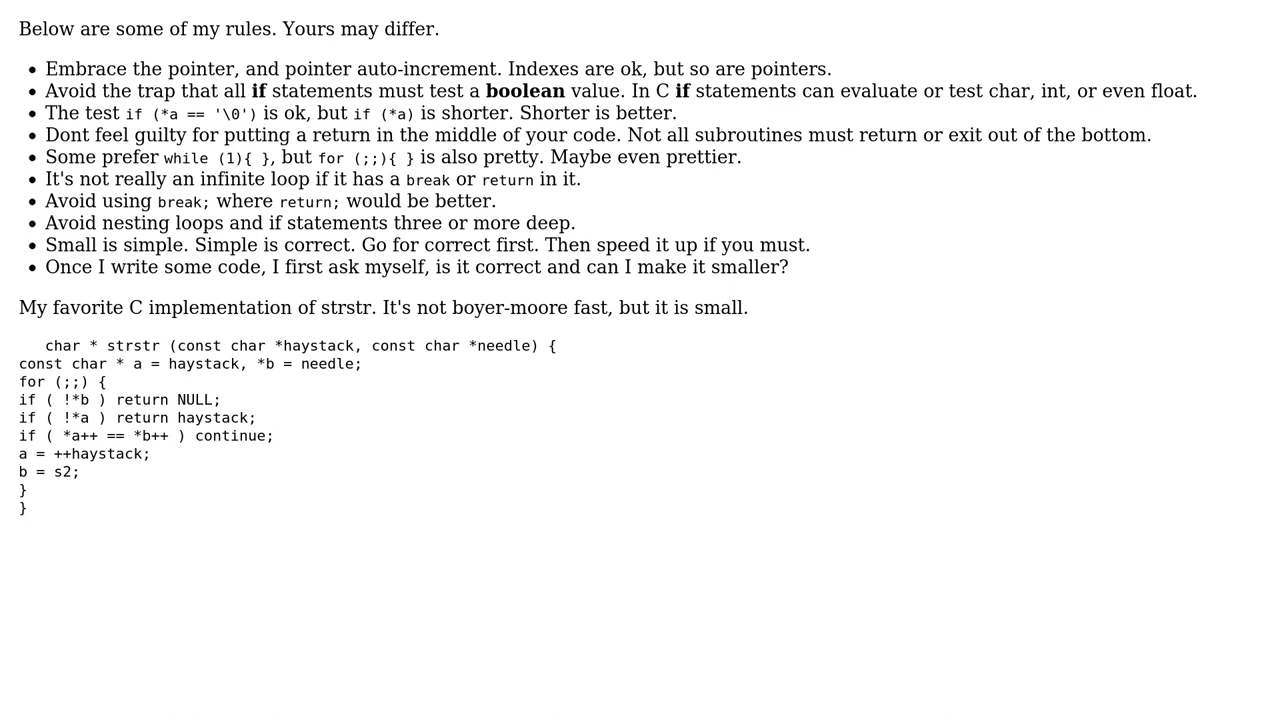 Below are some of my rules. Yours may differ.
• Embrace the pointer, and pointer auto-increment. Indexes are ok, but so are pointers.
• Avoid the trap that all if statements must test a boolean value. In C if statements can evaluate or test char, int, or even float.
• The test if (*a == '\0') is ok, but if (*a) is shorter. Shorter is better.
• Dont feel guilty for putting a return in the middle of your code. Not all subroutines must return or exit out of the bottom.
• Some prefer while (1){ }, but for (;;){ } is also pretty. Maybe even prettier.
• It's not really an infinite loop if it has a break or return in it.
• Avoid using break; where return; would be better.
• Avoid nesting loops and if statements three or more deep.
• Small is simple. Simple is correct. Go for correct first. Then speed it up if you must.
• Once I write some code, I first ask myself, is it correct and can I make it smaller?
My favorite C implementation of strstr. It's not boyer-moore fast, but it is small.
   char * strstr (const char *haystack, const char *needle) {
const char * a = haystack, *b = needle;
for (;;) {
if ( !*b ) return NULL;
if ( !*a ) return haystack;
if ( *a++ == *b++ ) continue;
a = ++haystack;
b = s2;
}
}